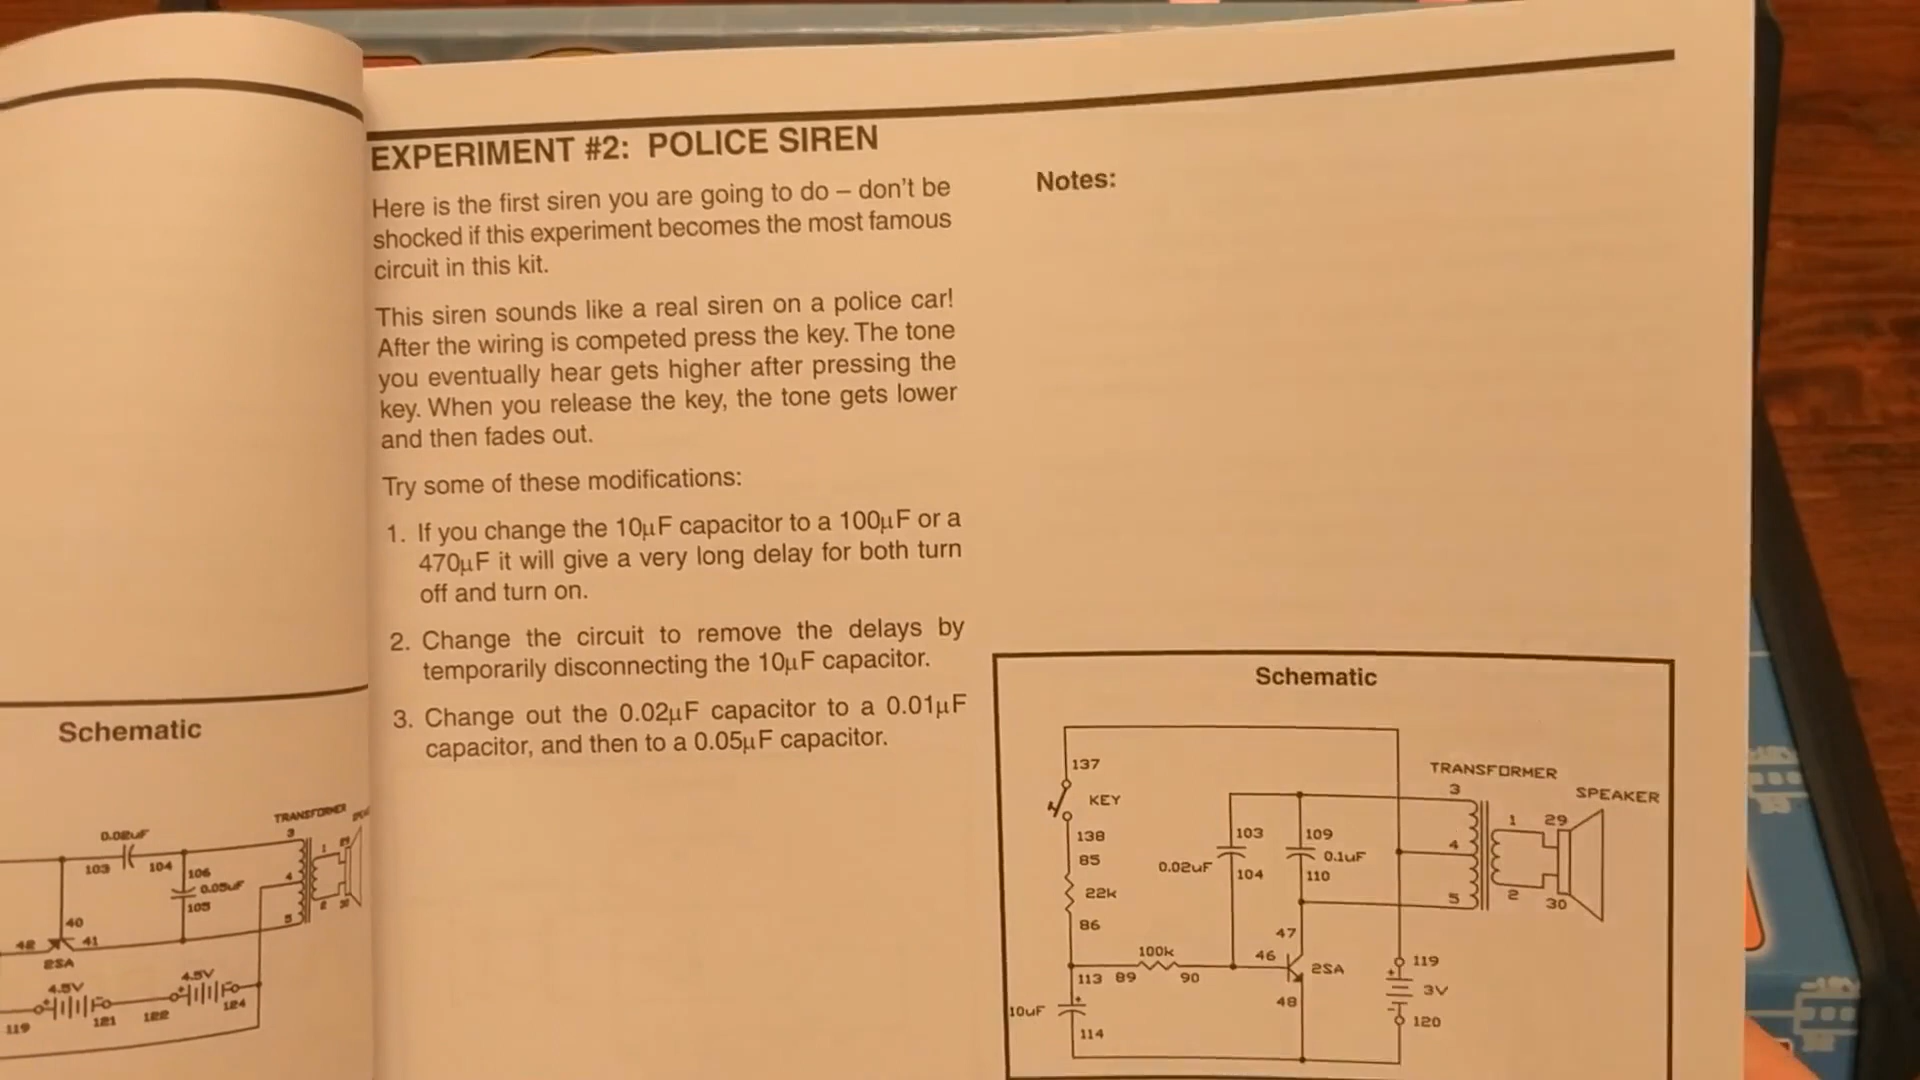 EXPERIMENT #2: POLICE SIREN
Here is the first siren you are going to do – don't be
shocked if this experiment becomes the most famous
circuit in this kit.
This siren sounds like a real siren on a police car!
After the wiring is competed press the key. The tone
you eventually hear gets higher after pressing the
key. When you release the key, the tone gets lower
and then fades out.
Try some of these modifications:
1. If you change the 10µF capacitor to a 100µF or a
470µF it will give a very long delay for both turn
off and turn on.
2. Change the circuit to remove the delays by
temporarily disconnecting the 10µF capacitor.
3. Change out the 0.02µF capacitor to a 0.01µF
capacitor, and then to a 0.05µF capacitor.
Notes:
Schematic
137
KEY
138
85
22k
86
100k
113 89 90
10uF
114
103
0.02uF
104
109
0.1uF
110
47
46
2SA
48
TRANSFORMER
3
4
5
1
2
SPEAKER
29
30
119
3V
120
Schematic
0.02uF
103
104
106
0.05uF
105
TRANSFORMER
3
4
5
1
2
40
41
2SA
4.5V
4.5V
119
121
122
124